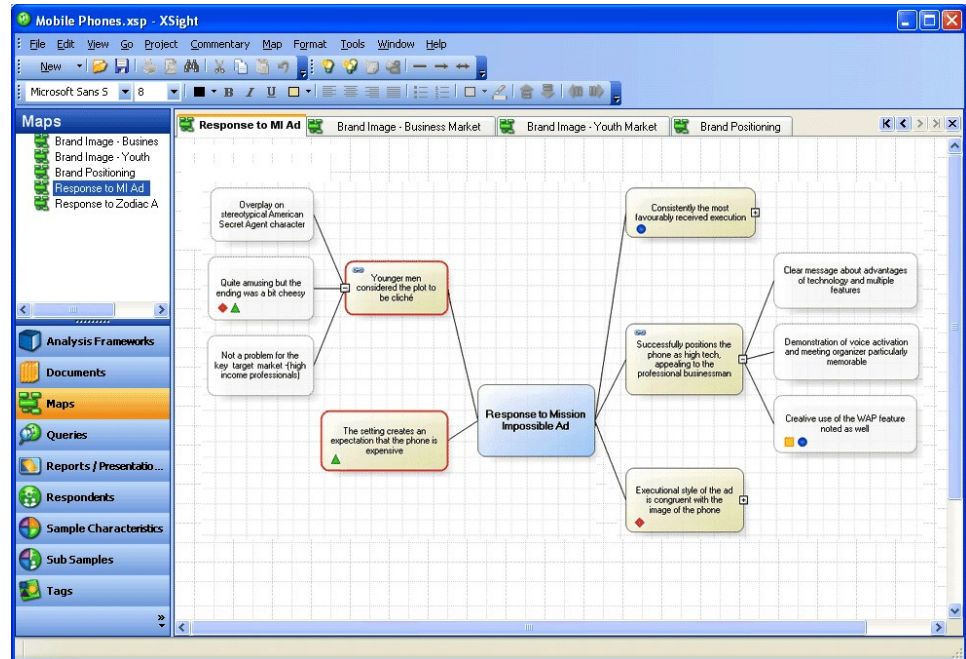 Mobile Phones.xsp - XSight
File Edit View Go Project Commentary Map Format Tools Window Help
New
Microsoft Sans S 8 B I U
Maps
Brand Image - Busines
Brand Image - Youth
Brand Positioning
Response to MI Ad
Response to Zodiac A
Analysis Frameworks
Documents
Maps
Queries
Reports / Presentatio...
Respondents
Sample Characteristics
Sub Samples
Tags
Response to MI Ad
Brand Image - Business Market
Brand Image - Youth Market
Brand Positioning
Overplay on
stereotypical American
Secret Agent character
Quite amusing but the
ending was a bit cheesy
Not a problem for the
key target market -(high
income professionals)
Younger men
considered the plot to
be cliché
The setting creates an
expectation that the phone is
expensive
Response to Mission
Impossible Ad
Consistently the most
favourably received execution
Successfully positions the
phone as high tech,
appealing to the
professional businessman
Executional style of the ad
is congruent with the
image of the phone
Clear message about advantages
of technology and multiple
features
Demonstration of voice activation
and meeting organizer particularly
memorable
Creative use of the WAP feature
noted as well